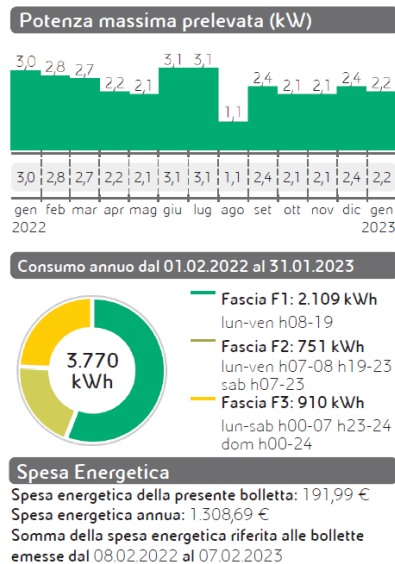 Potenza massima prelevata (kW)
3,0 2,8 2,7 2,2 2,1 3,1 3,1 1,1 2,4 2,1 2,1 2,4 2,2
3,0 2,8 2,7 2,2 2,1 3,1 3,1 1,1 2,4 2,1 2,1 2,4 2,2
gen feb mar apr mag giu lug ago set ott nov dic gen
2022 2023
Consumo annuo dal 01.02.2022 al 31.01.2023
3.770
kWh
Fascia F1: 2.109 kWh
lun-ven h08-19
Fascia F2: 751 kWh
lun-ven h07-08 h19-23
sab h07-23
Fascia F3: 910 kWh
lun-sab h00-07 h23-24
dom h00-24
Spesa Energetica
Spesa energetica della presente bolletta: 191,99 €
Spesa energetica annua: 1.308,69 €
Somma della spesa energetica riferita alle bollette
emesse dal 08.02.2022 al 07.02.2023